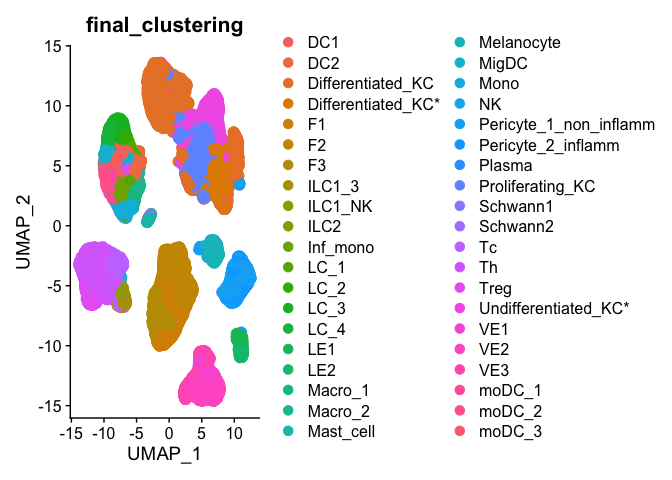 final_clustering
15
10
5
0
-5
-10
-15
UMAP_2
-15 -10 -5 0 5 10
UMAP_1
DC1
DC2
Differentiated_KC
Differentiated_KC*
F1
F2
F3
ILC1_3
ILC1_NK
ILC2
Inf_mono
LC_1
LC_2
LC_3
LC_4
LE1
LE2
Macro_1
Macro_2
Mast_cell
Melanocyte
MigDC
Mono
NK
Pericyte_1_non_inflamm
Pericyte_2_inflamm
Plasma
Proliferating_KC
Schwann1
Schwann2
Tc
Th
Treg
Undifferentiated_KC*
VE1
VE2
VE3
moDC_1
moDC_2
moDC_3